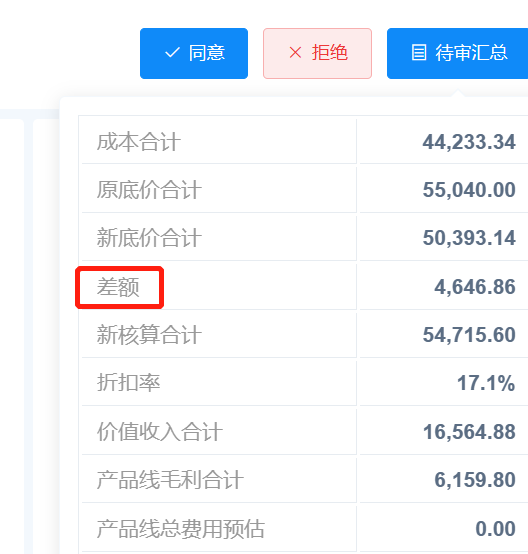 同意 拒绝 待审汇总
成本合计 44,233.34
原底价合计 55,040.00
新底价合计 50,393.14
差额 4,646.86
新核算合计 54,715.60
折扣率 17.1%
价值收入合计 16,564.88
产品线毛利合计 6,159.80
产品线总费用预估 0.00